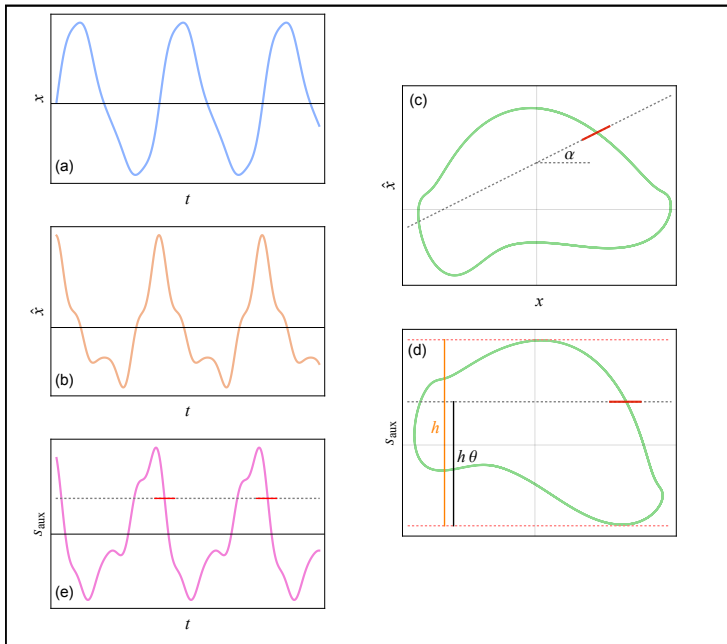 x
(a)
t
x̂
(b)
t
s_aux
(e)
t
(c)
α
x̂
x
(d)
h
h θ
s_aux